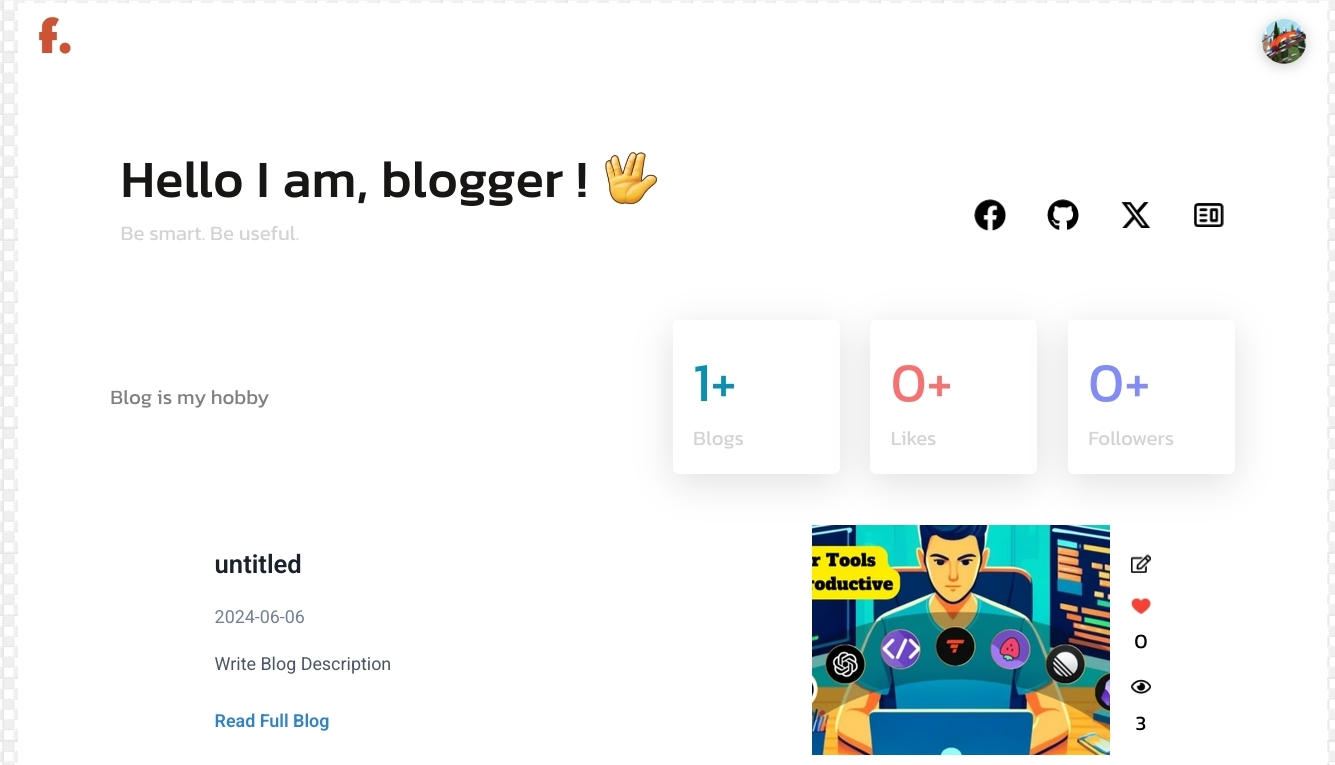 f.
Hello I am, blogger ! 🖖
Be smart. Be useful.
Blog is my hobby
1+
Blogs
0+
Likes
0+
Followers
untitled
2024-06-06
Write Blog Description
Read Full Blog
r Tools
roductive
0
3